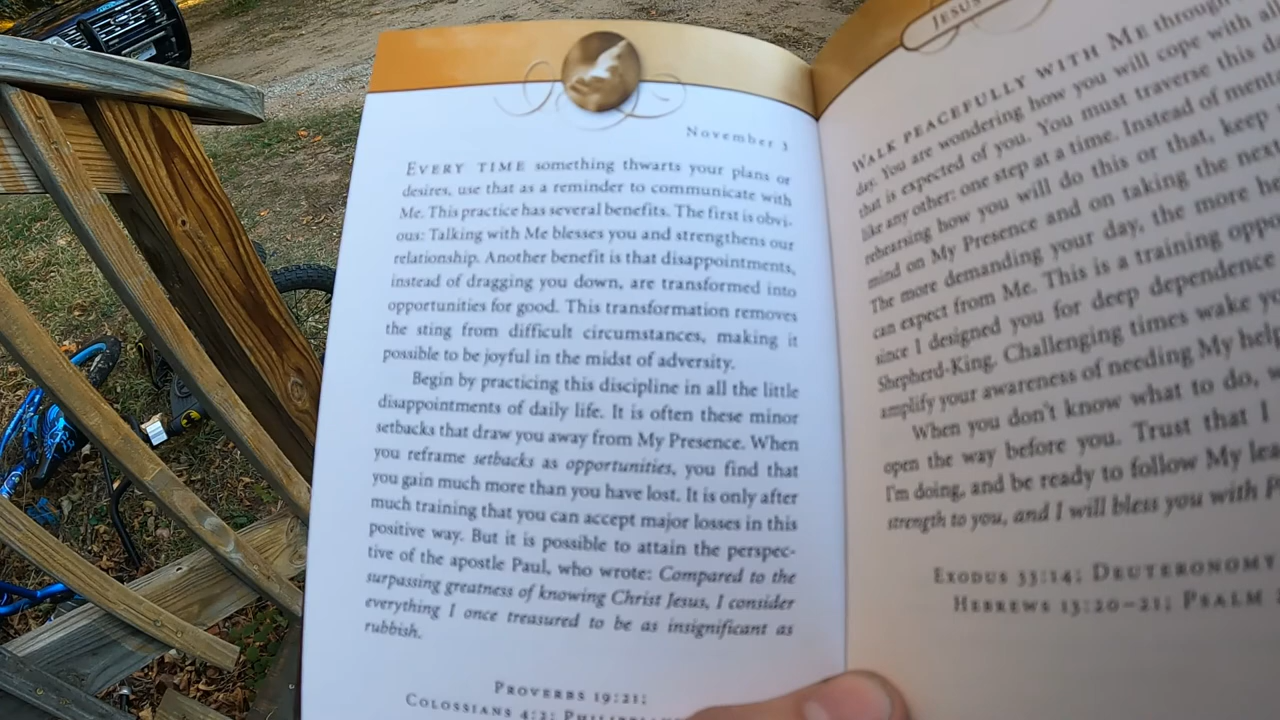 November 3
EVERY TIME something thwarts your plans or
desires, use that as a reminder to communicate with
Me. This practice has several benefits. The first is obvi-
ous: Talking with Me blesses you and strengthens our
relationship. Another benefit is that disappointments,
instead of dragging you down, are transformed into
opportunities for good. This transformation removes
the sting from difficult circumstances, making it
possible to be joyful in the midst of adversity.
Begin by practicing this discipline in all the little
disappointments of daily life. It is often these minor
setbacks that draw you away from My Presence. When
you reframe setbacks as opportunities, you find that
you gain much more than you have lost. It is only after
much training that you can accept major losses in this
positive way. But it is possible to attain the perspec-
tive of the apostle Paul, who wrote: Compared to the
surpassing greatness of knowing Christ Jesus, I consider
everything I once treasured to be as insignificant as
rubbish.
PROVERBS 19:21;
COLOSSIANS 4:2;
JESUS
WALK PEACEFULLY WITH ME through
day. You are wondering how you will cope with all
that is expected of you. You must traverse this
like any other: one step at a time. Instead of
rehearsing how you will do this or that, keep
mind on My Presence and on taking the next
The more demanding your day, the more
can expect from Me. This is a training
since I designed you for deep dependence
Shepherd-King. Challenging times wake
amplify your awareness of needing My
When you don't know what to do,
open the way before you. Trust that I
I'm doing, and be ready to follow My
strength to you, and I will bless you with
EXODUS 33:14; DEUTERONOMY
HEBREWS 13:20–21; PSALM